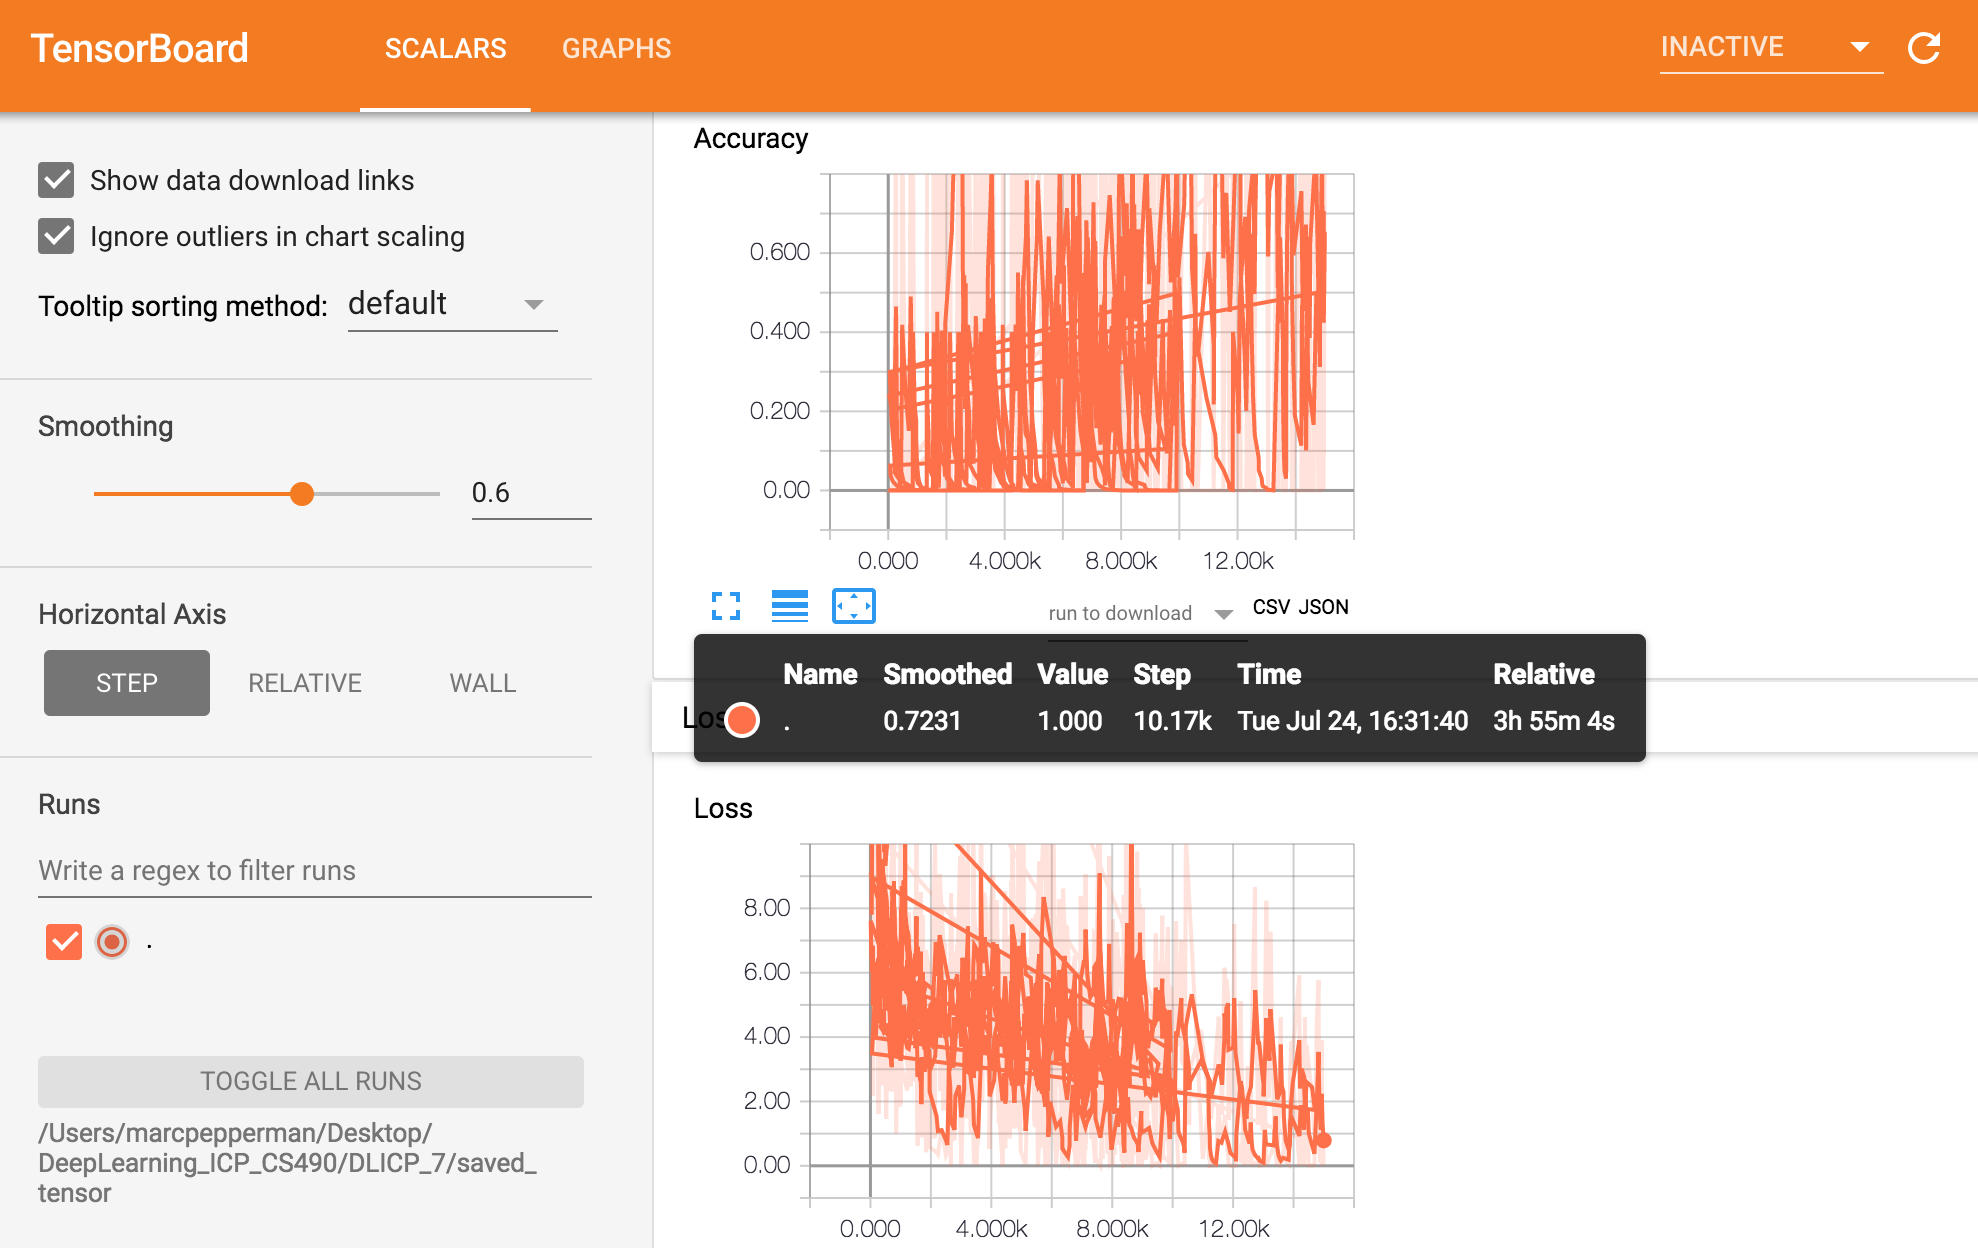 TensorBoard SCALARS GRAPHS INACTIVE
Show data download links
Ignore outliers in chart scaling
Tooltip sorting method: default
Smoothing
0.6
Horizontal Axis
STEP RELATIVE WALL
Runs
Write a regex to filter runs
.
TOGGLE ALL RUNS
/Users/marcpepperman/Desktop/
DeepLearning_ICP_CS490/DLICP_7/saved_
tensor
Accuracy
0.600
0.400
0.200
0.00
0.000 4.000k 8.000k 12.00k
run to download CSV JSON
Name Smoothed Value Step Time Relative
. 0.7231 1.000 10.17k Tue Jul 24, 16:31:40 3h 55m 4s
Loss
8.00
6.00
4.00
2.00
0.00
0.000 4.000k 8.000k 12.00k